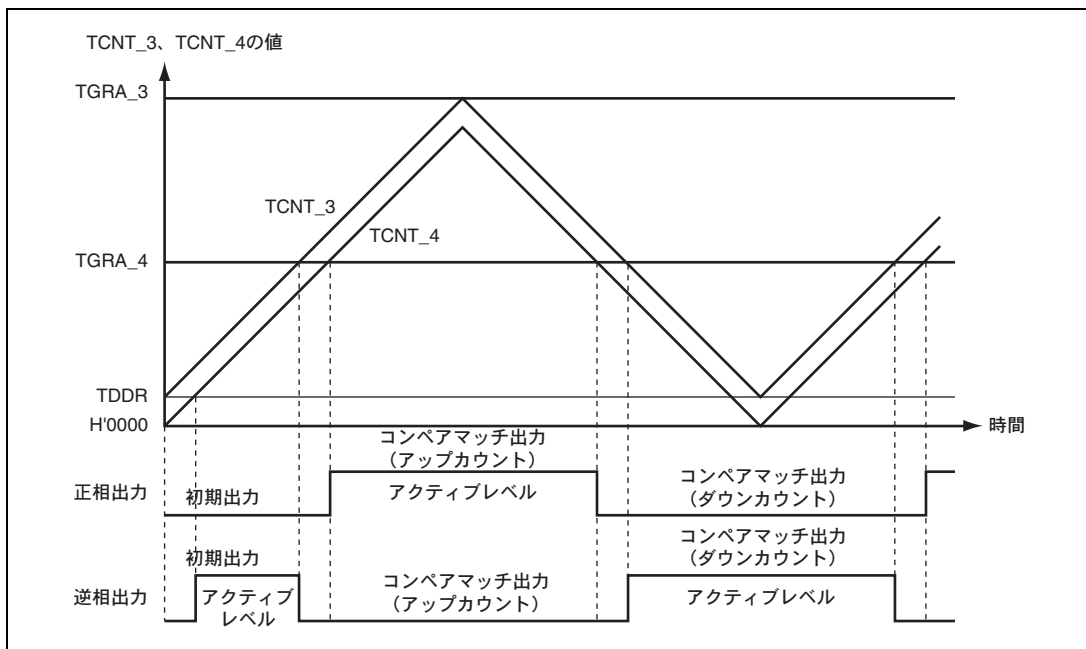 TCNT_3、TCNT_4の値
TGRA_3
TCNT_3
TCNT_4
TGRA_4
TDDR
H'0000
時間
コンペアマッチ出力
(アップカウント)
正相出力
初期出力
アクティブレベル
コンペアマッチ出力
(ダウンカウント)
初期出力
コンペアマッチ出力
(ダウンカウント)
逆相出力
アクティブ
レベル
コンペアマッチ出力
(アップカウント)
アクティブレベル